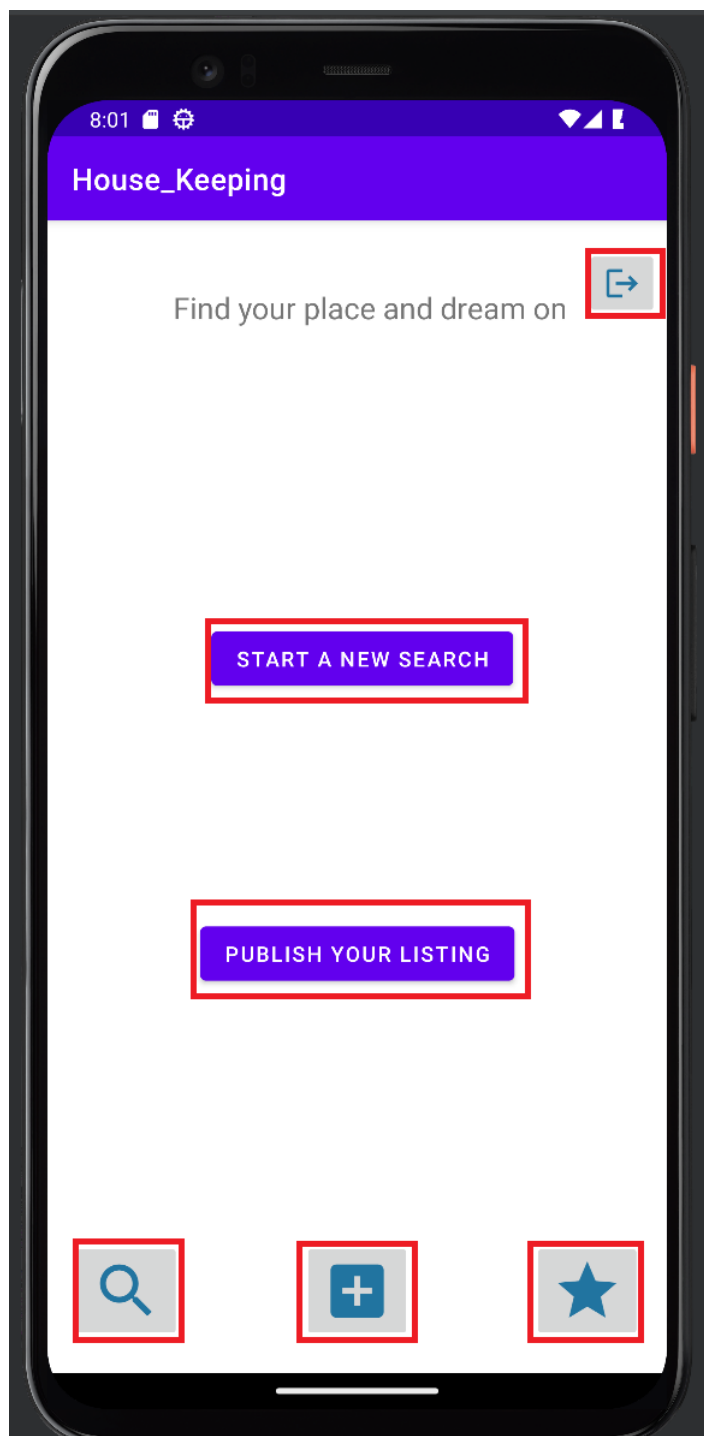 8:01
House_Keeping
Find your place and dream on
START A NEW SEARCH
PUBLISH YOUR LISTING